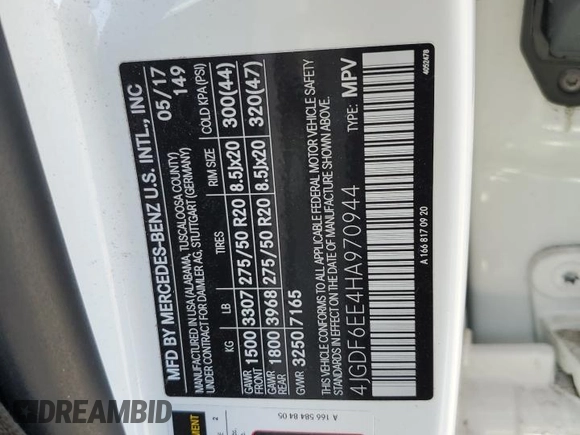 MFD BY MERCEDES-BENZ U.S. INTL., INC
MANUFACTURED IN USA (ALABAMA, TUSCALOOSA COUNTY)
UNDER CONTRACT FOR DAIMLER AG, STUTTGART (GERMANY)
05/17
149
KG LB RIM SIZE COLD KPA(PSI)
GAWR FRONT 1500 3307 275/50 R20 8.5Jx20 300(44)
GAWR REAR 1800 3968 275/50 R20 8.5Jx20 320(47)
GVWR 3250 7165
THIS VEHICLE CONFORMS TO ALL APPLICABLE FEDERAL MOTOR VEHICLE SAFETY
STANDARDS IN EFFECT ON THE DATE OF MANUFACTURE SHOWN ABOVE.
4JGDF6EE4HA970944 TYPE: MPV
A 166 817 09 20
4052478
A 166 584 84 05
2
DREAMBID